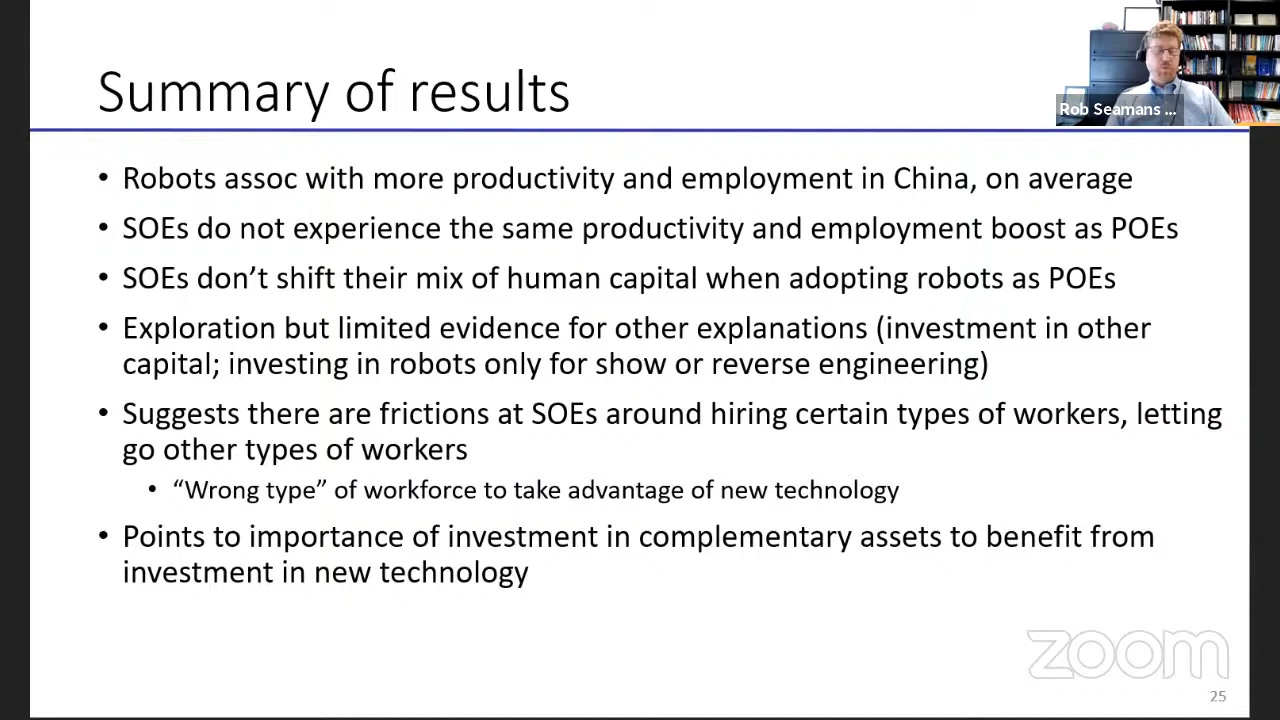 Summary of results
Rob Seamans ...
• Robots assoc with more productivity and employment in China, on average
• SOEs do not experience the same productivity and employment boost as POEs
• SOEs don’t shift their mix of human capital when adopting robots as POEs
• Exploration but limited evidence for other explanations (investment in other
capital; investing in robots only for show or reverse engineering)
• Suggests there are frictions at SOEs around hiring certain types of workers, letting
go other types of workers
• “Wrong type” of workforce to take advantage of new technology
• Points to importance of investment in complementary assets to benefit from
investment in new technology
zoom
25